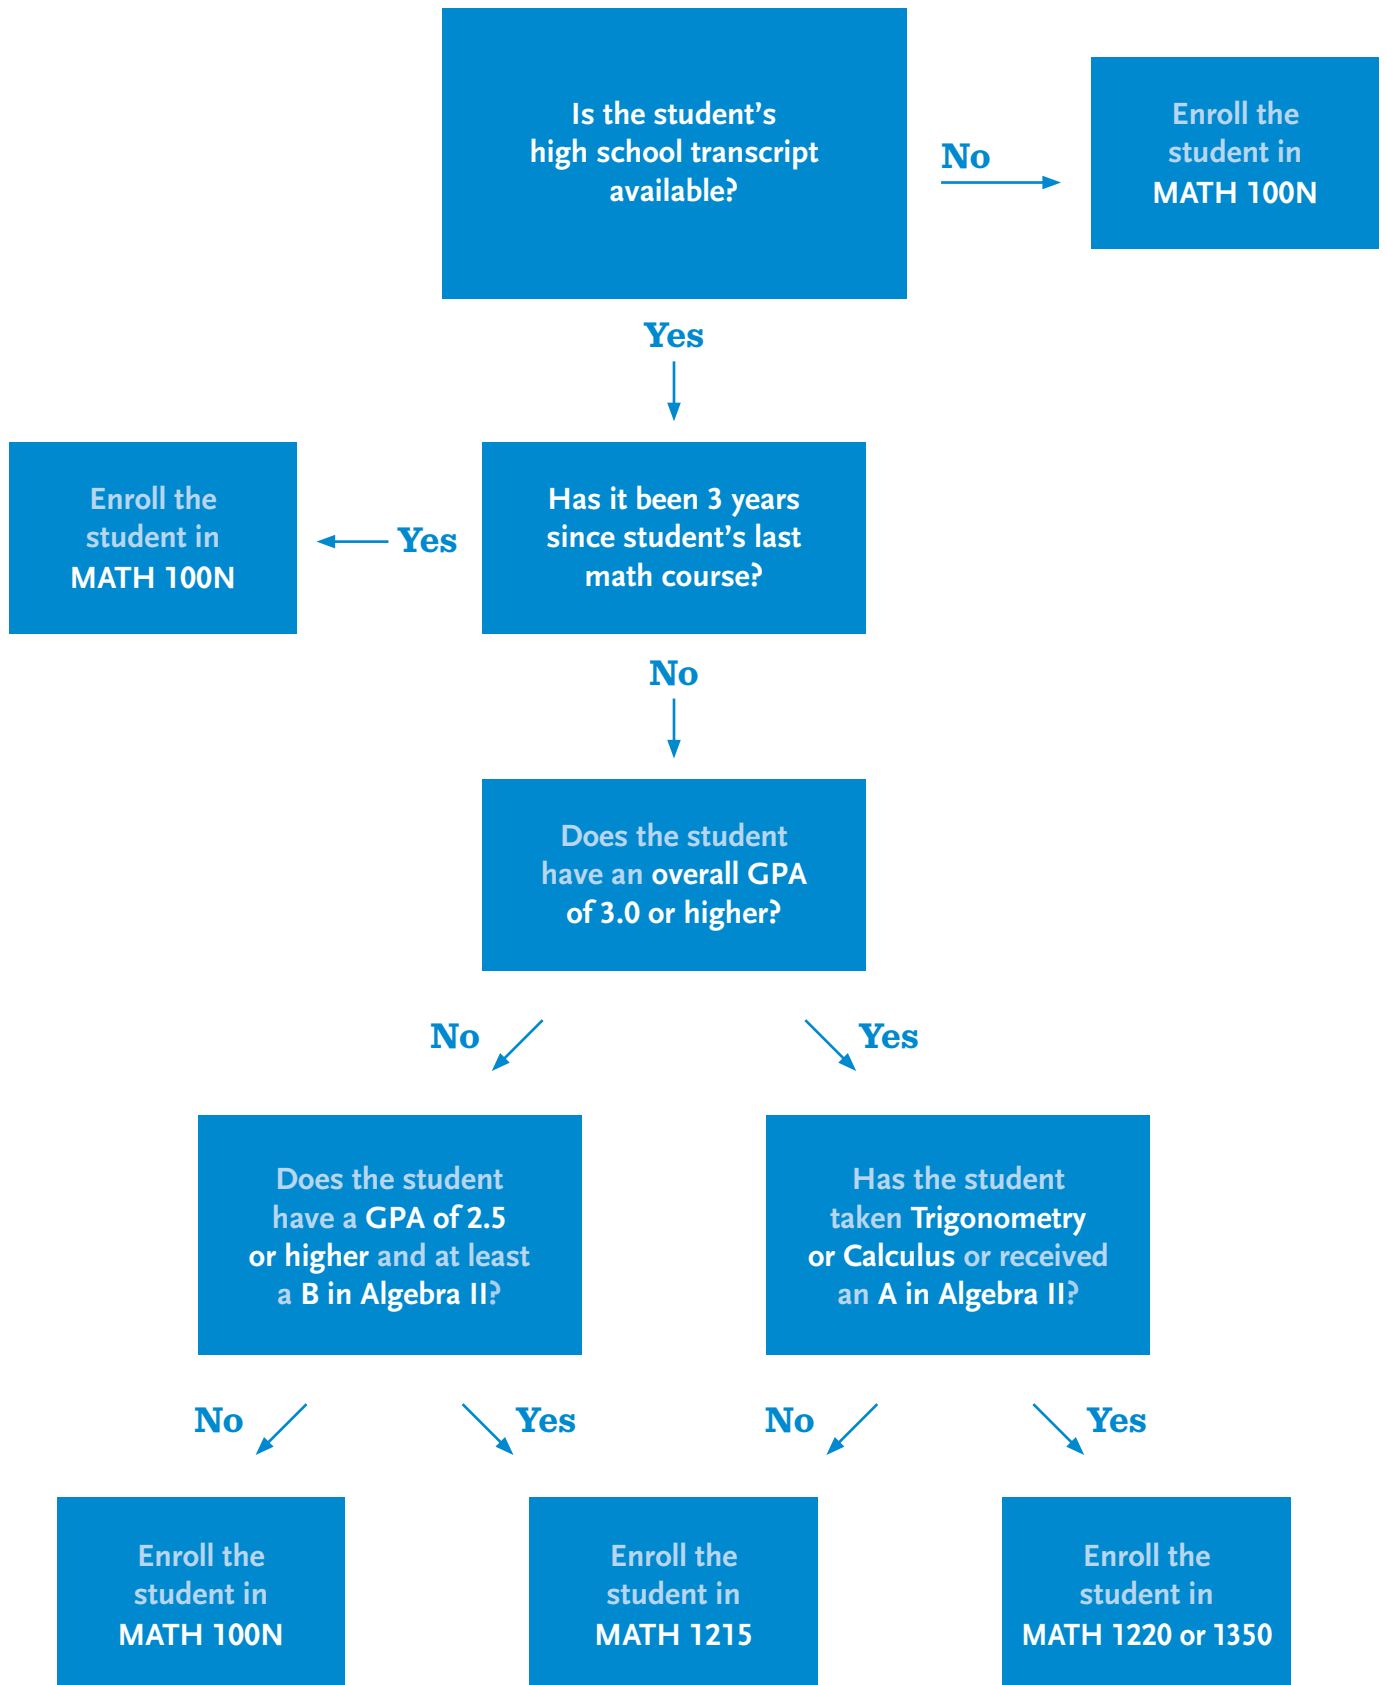 Is the student’s
high school transcript
available?
No
Enroll the
student in
MATH 100N
Yes
Enroll the
student in
MATH 100N
Yes
Has it been 3 years
since student’s last
math course?
No
Does the student
have an overall GPA
of 3.0 or higher?
No
Yes
Does the student
have a GPA of 2.5
or higher and at least
a B in Algebra II?
Has the student
taken Trigonometry
or Calculus or received
an A in Algebra II?
No
Yes
No
Yes
Enroll the
student in
MATH 100N
Enroll the
student in
MATH 1215
Enroll the
student in
MATH 1220 or 1350